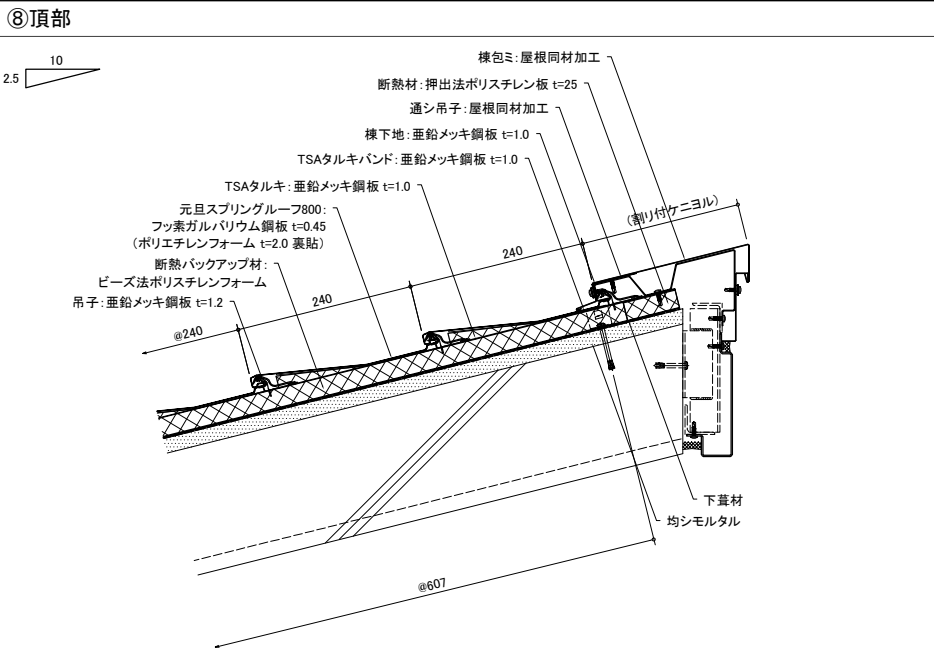 ⑧頂部
10
2.5
棟包ミ:屋根同材加工
断熱材:押出法ポリスチレン板 t=25
通シ吊子:屋根同材加工
棟下地:亜鉛メッキ鋼板 t=1.0
TSAタルキバンド:亜鉛メッキ鋼板 t=1.0
TSAタルキ:亜鉛メッキ鋼板 t=1.0
元旦スプリングルーフ800:
フッ素ガルバリウム鋼板 t=0.45
(ポリエチレンフォーム t=2.0 裏貼)
断熱バックアップ材:
ビーズ法ポリスチレンフォーム
吊子:亜鉛メッキ鋼板 t=1.2
(割り付ケニヨル)
240
240
@240
下葺材
均シモルタル
@607